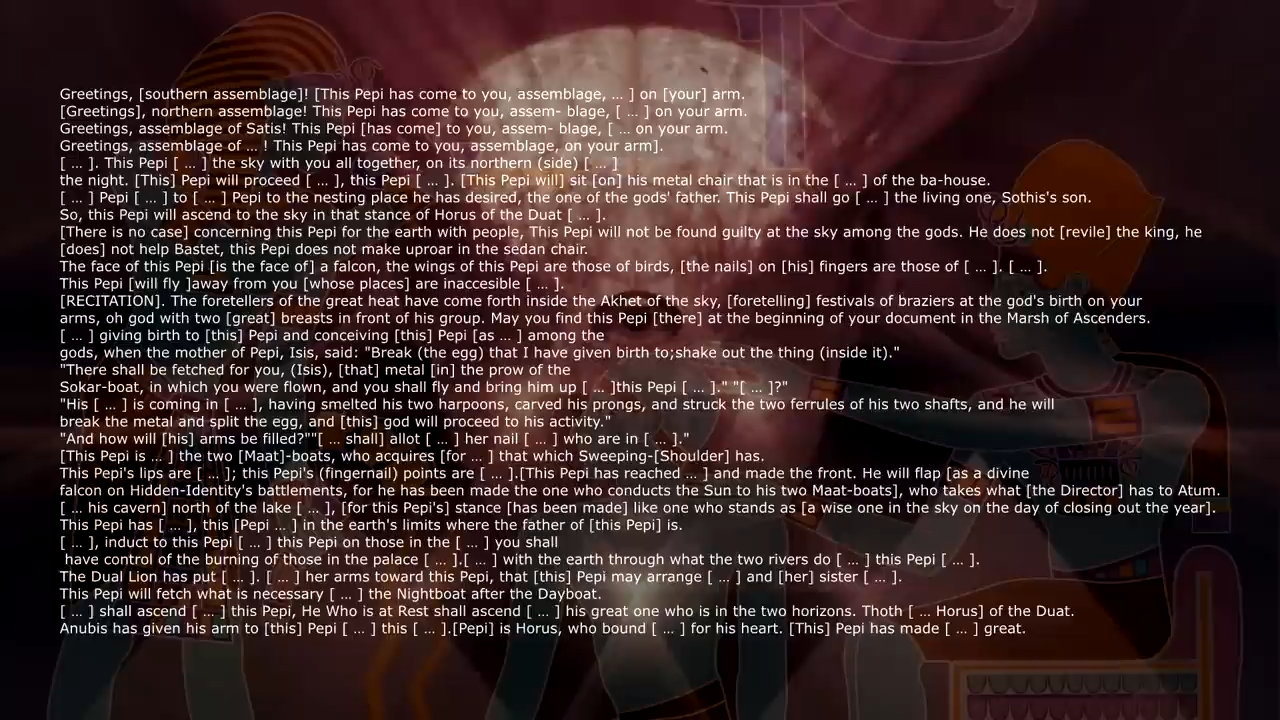 Greetings, [southern assemblage]! [This Pepi has come to you, assemblage, ... ] on [your] arm.
[Greetings], northern assemblage! This Pepi has come to you, assem- blage, [ ... ] on your arm.
Greetings, assemblage of Satis! This Pepi [has come] to you, assem- blage, [ ... on your arm.
Greetings, assemblage of ... ! This Pepi has come to you, assemblage, on your arm].
[ ... ]. This Pepi [ ... ] the sky with you all together, on its northern (side) [ ... ]
the night. [This] Pepi will proceed [ ... ], this Pepi [ ... ]. [This Pepi will] sit [on] his metal chair that is in the [ ... ] of the ba-house.
[ ... ] Pepi [ ... ] to [ ... ] Pepi to the nesting place he has desired, the one of the gods' father. This Pepi shall go [ ... ] the living one, Sothis's son.
So, this Pepi will ascend to the sky in that stance of Horus of the Duat [ ... ].
[There is no case] concerning this Pepi for the earth with people, This Pepi will not be found guilty at the sky among the gods. He does not [revile] the king, he
[does] not help Bastet, this Pepi does not make uproar in the sedan chair.
The face of this Pepi [is the face of] a falcon, the wings of this Pepi are those of birds, [the nails] on [his] fingers are those of [ ... ]. [ ... ].
This Pepi [will fly ]away from you [whose places] are inaccesible [ ... ].
[RECITATION]. The foretellers of the great heat have come forth inside the Akhet of the sky, [foretelling] festivals of braziers at the god's birth on your
arms, oh god with two [great] breasts in front of his group. May you find this Pepi [there] at the beginning of your document in the Marsh of Ascenders.
[ ... ] giving birth to [this] Pepi and conceiving [this] Pepi [as ... ] among the
gods, when the mother of Pepi, Isis, said: "Break (the egg) that I have given birth to;shake out the thing (inside it)."
"There shall be fetched for you, (Isis), [that] metal [in] the prow of the
Sokar-boat, in which you were flown, and you shall fly and bring him up [ ... ]this Pepi [ ... ]." "[ ... ]?"
"His [ ... ] is coming in [ ... ], having smelted his two harpoons, carved his prongs, and struck the two ferrules of his two shafts, and he will
break the metal and split the egg, and [this] god will proceed to his activity."
"And how will [his] arms be filled?""[ ... shall] allot [ ... ] her nail [ ... ] who are in [ ... ]."
[This Pepi is ... ] the two [Maat]-boats, who acquires [for ... ] that which Sweeping-[Shoulder] has.
This Pepi's lips are [ ... ]; this Pepi's (fingernail) points are [ ... ].[This Pepi has reached ... ] and made the front. He will flap [as a divine
falcon on Hidden-Identity's battlements, for he has been made the one who conducts the Sun to his two Maat-boats], who takes what [the Director] has to Atum.
[ ... his cavern] north of the lake [ ... ], [for this Pepi's] stance [has been made] like one who stands as [a wise one in the sky on the day of closing out the year].
This Pepi has [ ... ], this [Pepi ... ] in the earth's limits where the father of [this Pepi] is.
[ ... ], induct to this Pepi [ ... ] this Pepi on those in the [ ... ] you shall
have control of the burning of those in the palace [ ... ].[ ... ] with the earth through what the two rivers do [ ... ] this Pepi [ ... ].
The Dual Lion has put [ ... ]. [ ... ] her arms toward this Pepi, that [this] Pepi may arrange [ ... ] and [her] sister [ ... ].
This Pepi will fetch what is necessary [ ... ] the Nightboat after the Dayboat.
[ ... ] shall ascend [ ... ] this Pepi, He Who is at Rest shall ascend [ ... ] his great one who is in the two horizons. Thoth [ ... Horus] of the Duat.
Anubis has given his arm to [this] Pepi [ ... ] this [ ... ].[Pepi] is Horus, who bound [ ... ] for his heart. [This] Pepi has made [ ... ] great.